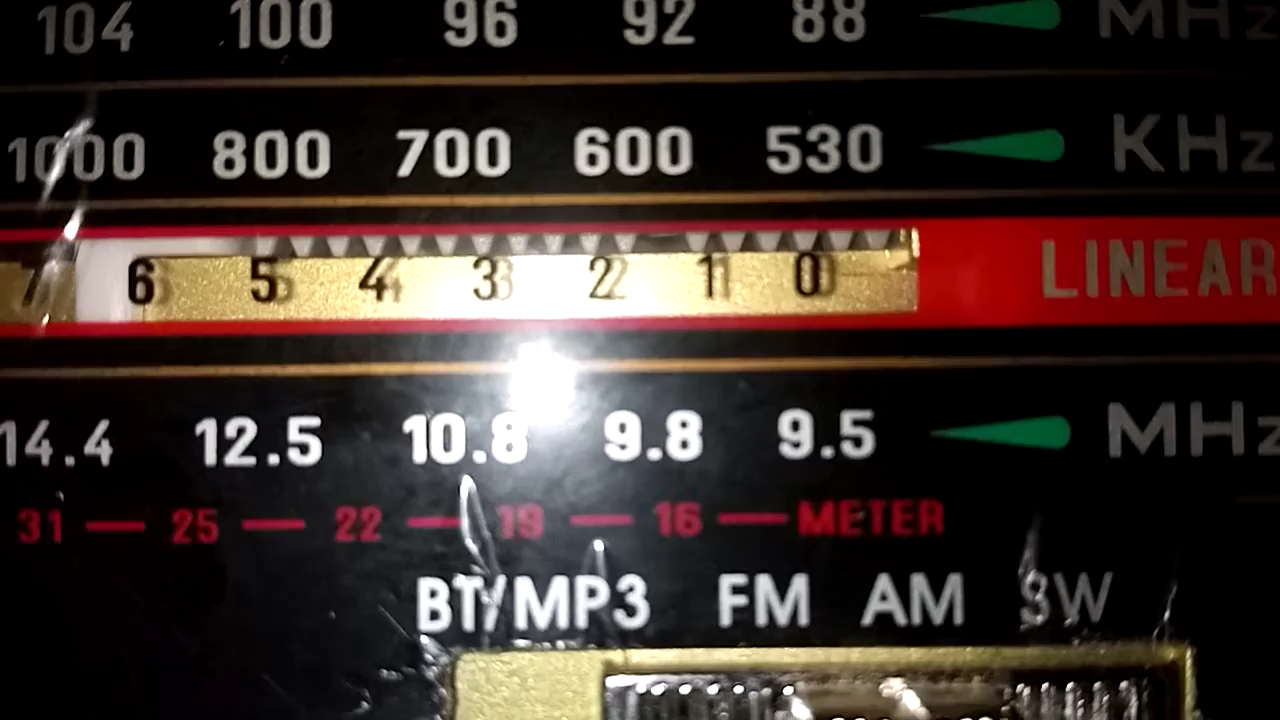 104 100 96 92 88 MHz
1000 800 700 600 530 KHz
7 6 5 4 3 2 1 0 LINEAR
14.4 12.5 10.8 9.8 9.5 MHz
31 — 25 — 22 — 19 — 16 — METER
BT/MP3 FM AM SW